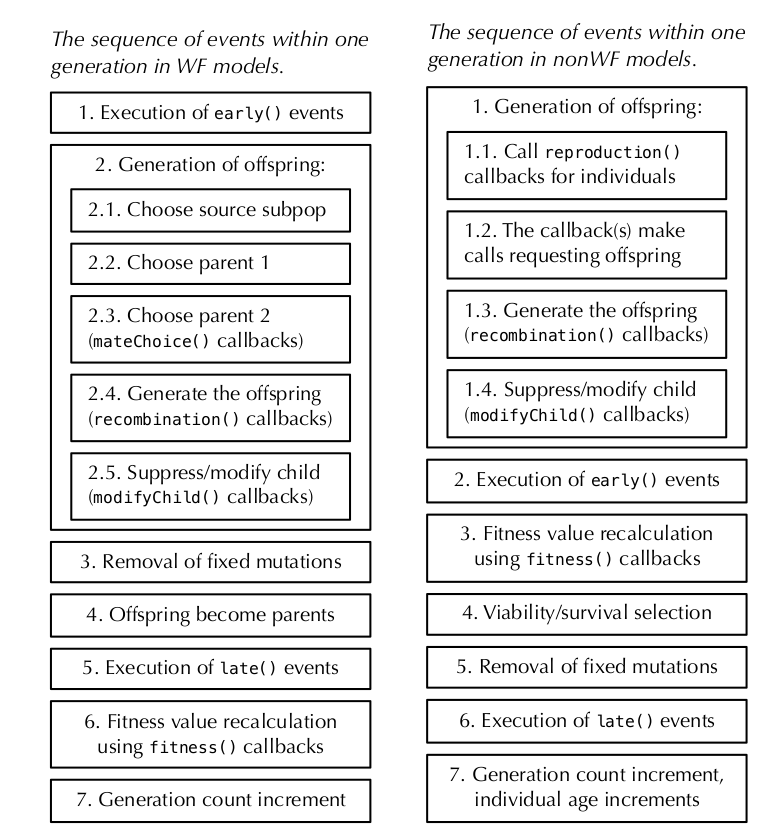 The sequence of events within one
generation in WF models.
1. Execution of early() events
2. Generation of offspring:
2.1. Choose source subpop
2.2. Choose parent 1
2.3. Choose parent 2
(mateChoice() callbacks)
2.4. Generate the offspring
(recombination() callbacks)
2.5. Suppress/modify child
(modifyChild() callbacks)
3. Removal of fixed mutations
4. Offspring become parents
5. Execution of late() events
6. Fitness value recalculation
using fitness() callbacks
7. Generation count increment
The sequence of events within one
generation in nonWF models.
1. Generation of offspring:
1.1. Call reproduction()
callbacks for individuals
1.2. The callback(s) make
calls requesting offspring
1.3. Generate the offspring
(recombination() callbacks)
1.4. Suppress/modify child
(modifyChild() callbacks)
2. Execution of early() events
3. Fitness value recalculation
using fitness() callbacks
4. Viability/survival selection
5. Removal of fixed mutations
6. Execution of late() events
7. Generation count increment,
individual age increments